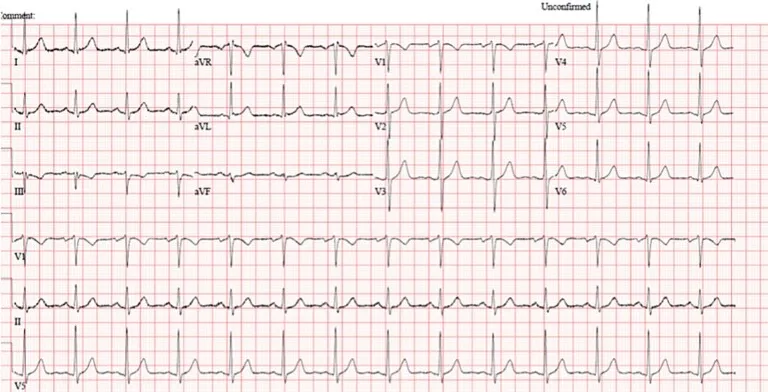 Comment:
Unconfirmed
I
aVR
V1
V4
II
aVL
V2
V5
III
aVF
V3
V6
V1
II
V5